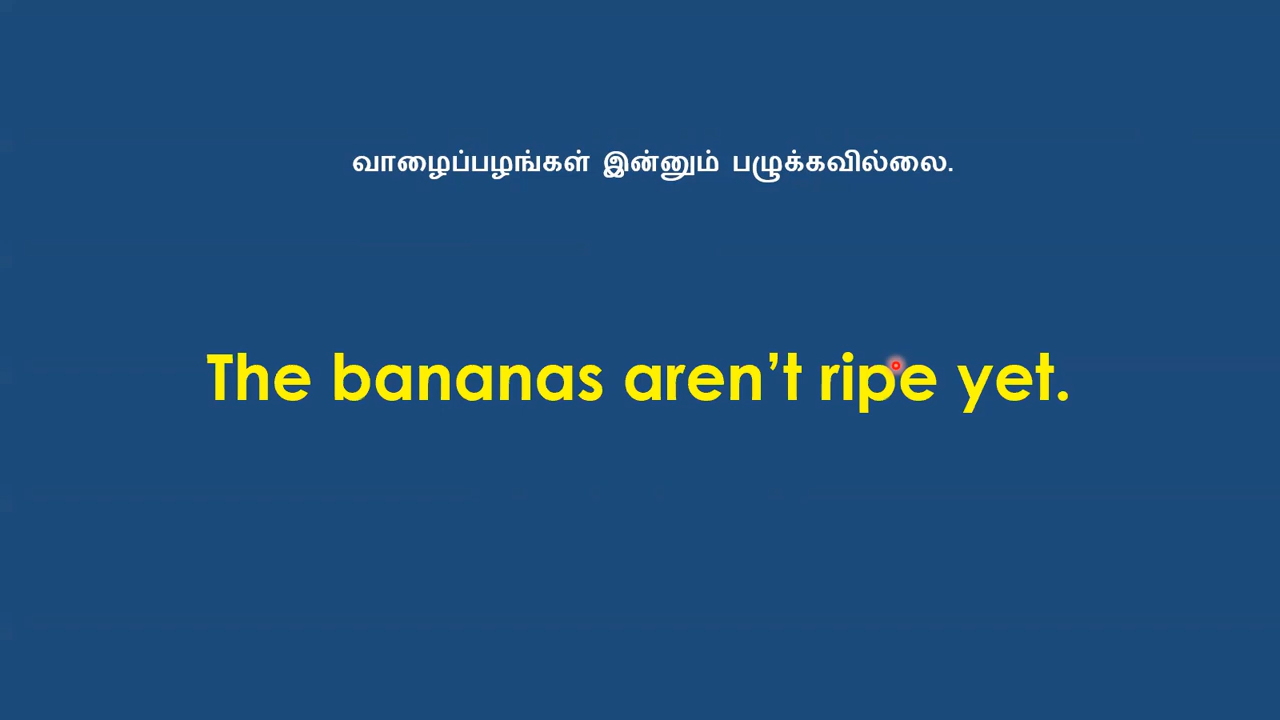 வாழைப்பழங்கள் இன்னும் பழுக்கவில்லை.
The bananas aren’t ripe yet.